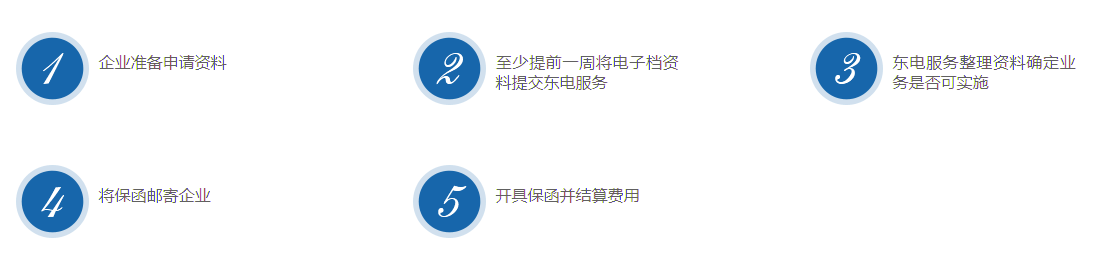 1
企业准备申请资料
2
至少提前一周将电子档资
料提交东电服务
3
东电服务整理资料确定业
务是否可实施
4
将保函邮寄企业
5
开具保函并结算费用